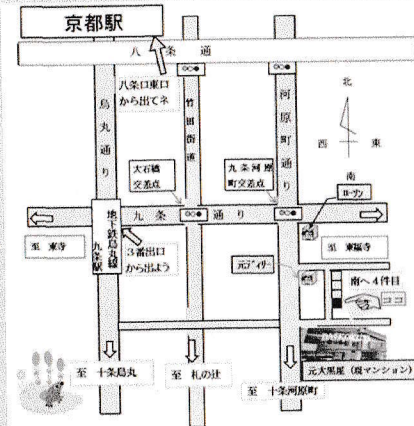 京都駅
八条通
八条口東口
から出てネ
烏丸通り
竹田街道
河原町通り
北
西 東
南
大石橋
交差点
九条河原
町交差点
ローソン
九条通り
地下鉄烏丸線
九条駅
至 東寺
3番出口
から出よう
至 東福寺
元デイリー
南へ4件目
ココ
至 十条烏丸
至 札の辻
至 十条河原町
元大黒屋(現マンション)